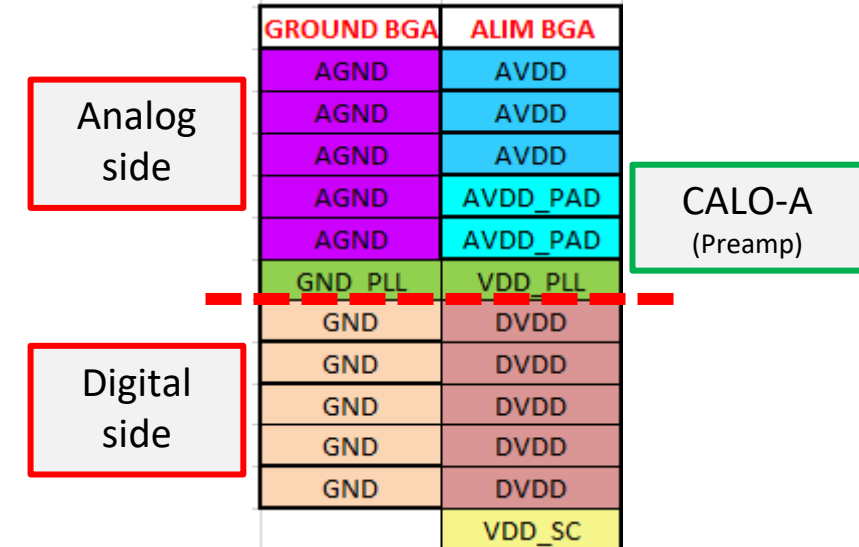 GROUND BGA ALIM BGA
AGND AVDD
AGND AVDD
AGND AVDD
AGND AVDD_PAD
AGND AVDD_PAD
GND_PLL VDD_PLL
GND DVDD
GND DVDD
GND DVDD
GND DVDD
GND DVDD
VDD_SC
Analog
side
Digital
side
CALO-A
(Preamp)